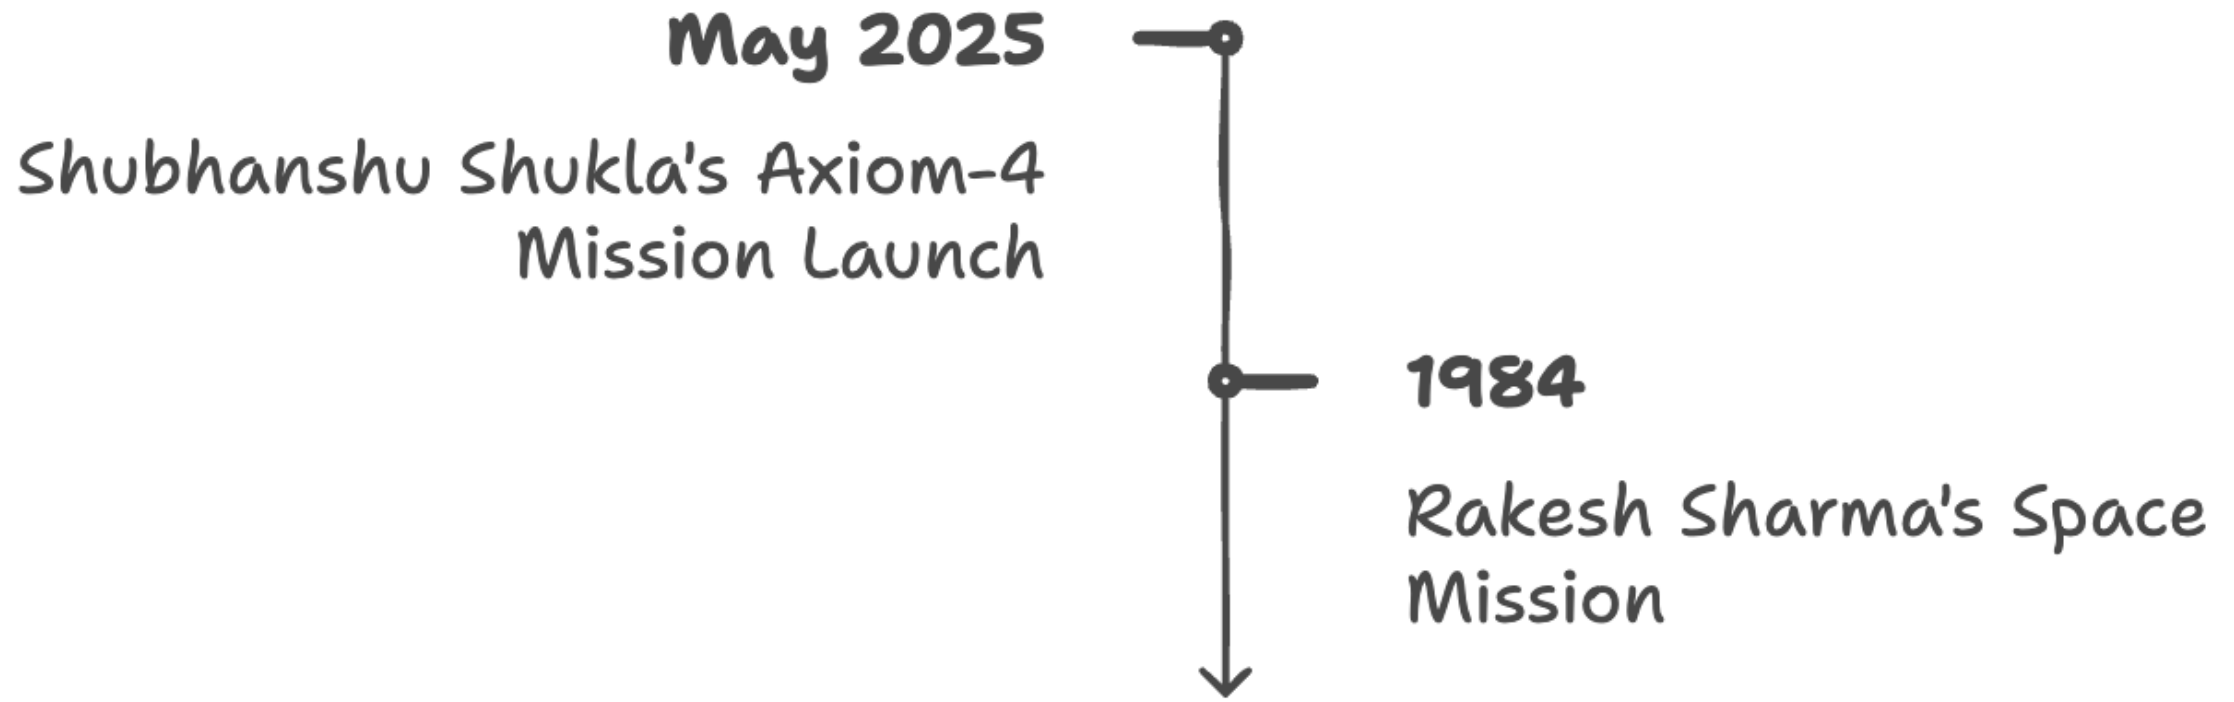 May 2025
Shubhanshu Shukla's Axiom-4
Mission Launch
1984
Rakesh Sharma's Space
Mission